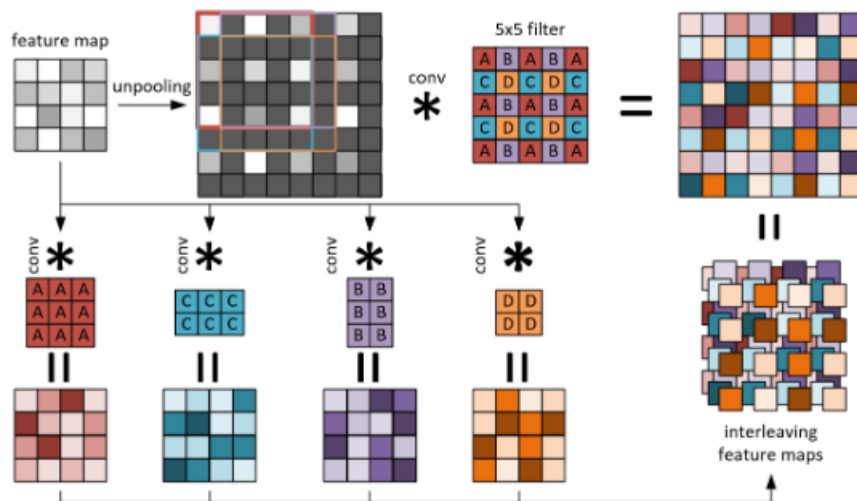 feature map
unpooling
conv
5x5 filter
A B A B A
C D C D C
A B A B A
C D C D C
A B A B A
conv
conv
conv
conv
A A A
A A A
A A A
C C C
C C C
B B
B B
B B
D D
D D
interleaving
feature maps